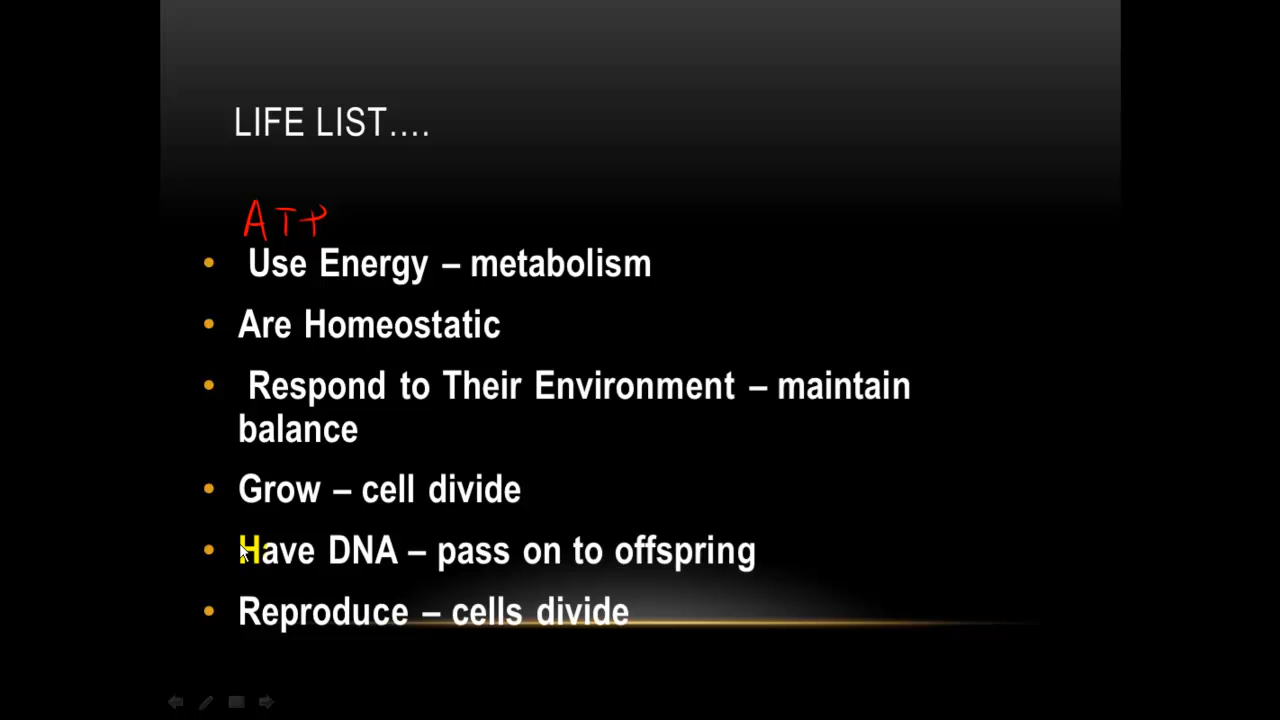 LIFE LIST....
ATP
• Use Energy – metabolism
• Are Homeostatic
• Respond to Their Environment – maintain
balance
• Grow – cell divide
• Have DNA – pass on to offspring
• Reproduce – cells divide